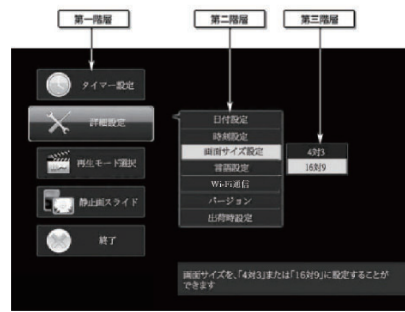 第一階層
第二階層
第三階層
タイマー設定
詳細設定
再生モード選択
静止画スライド
終了
日付設定
時刻設定
画面サイズ設定
言語設定
Wi-Fi通信
バージョン
出荷時設定
4対3
16対9
画面サイズを、「4対3」または「16対9」に設定することが
できます